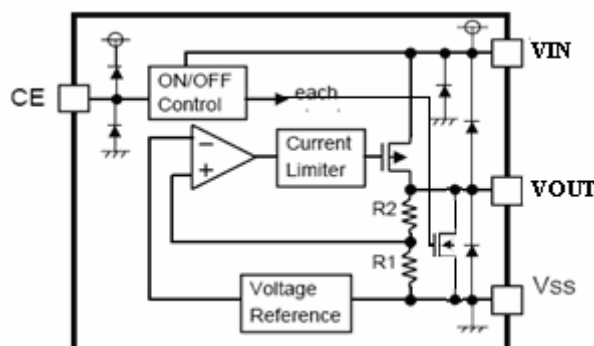 VIN
CE
ON/OFF
Control
each
−
+
Current
Limiter
R2
VOUT
R1
Voltage
Reference
Vss